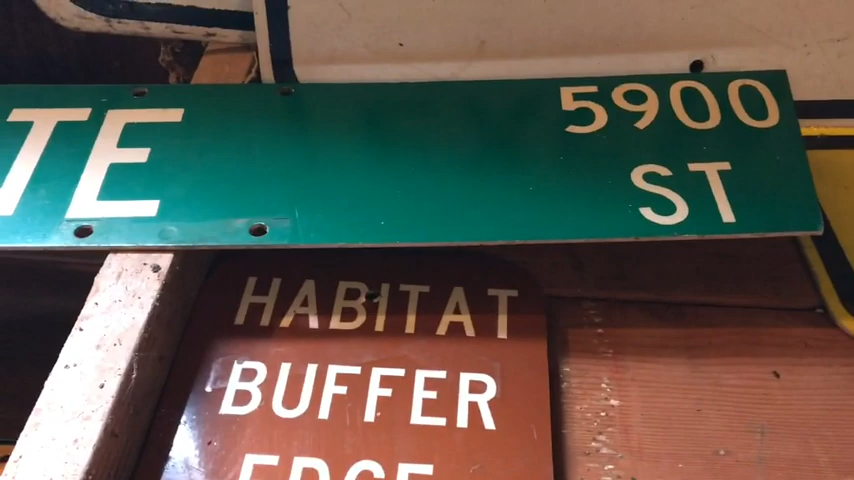 TE
5900
ST
HABITAT
BUFFER
EDGE